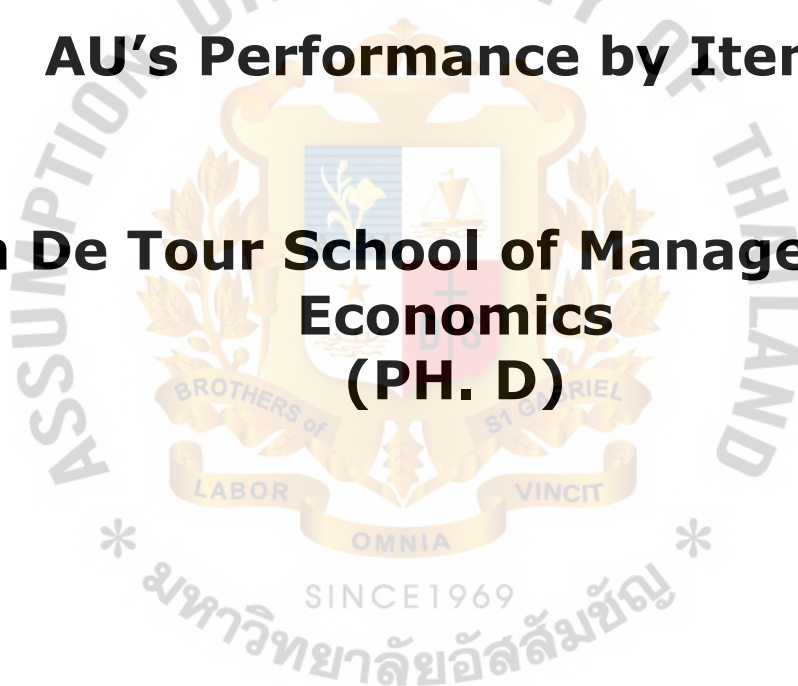 AU's Performance by Iter
De Tour School of Manage
Economics
(PH. D)
ASSUMPTION
OF THAILAND
BROTHERS of ST GABRIEL
D S
LABOR
VINCIT
OMNIA
SINCE1969
มหาวิทยาลัยอัสสัมชัญ